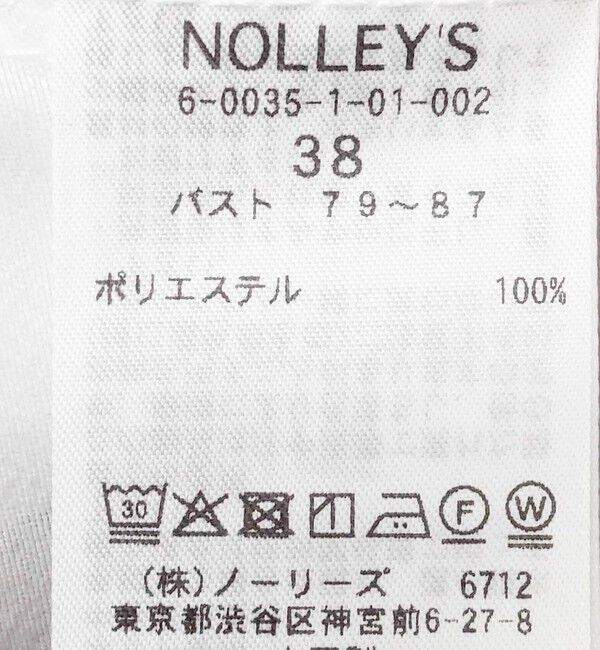 NOLLEY'S
6-0035-1-01-002
38
バスト 79～87
ポリエステル 100%
30 F W
(株)ノーリーズ 6712
東京都渋谷区神宮前6-27-8